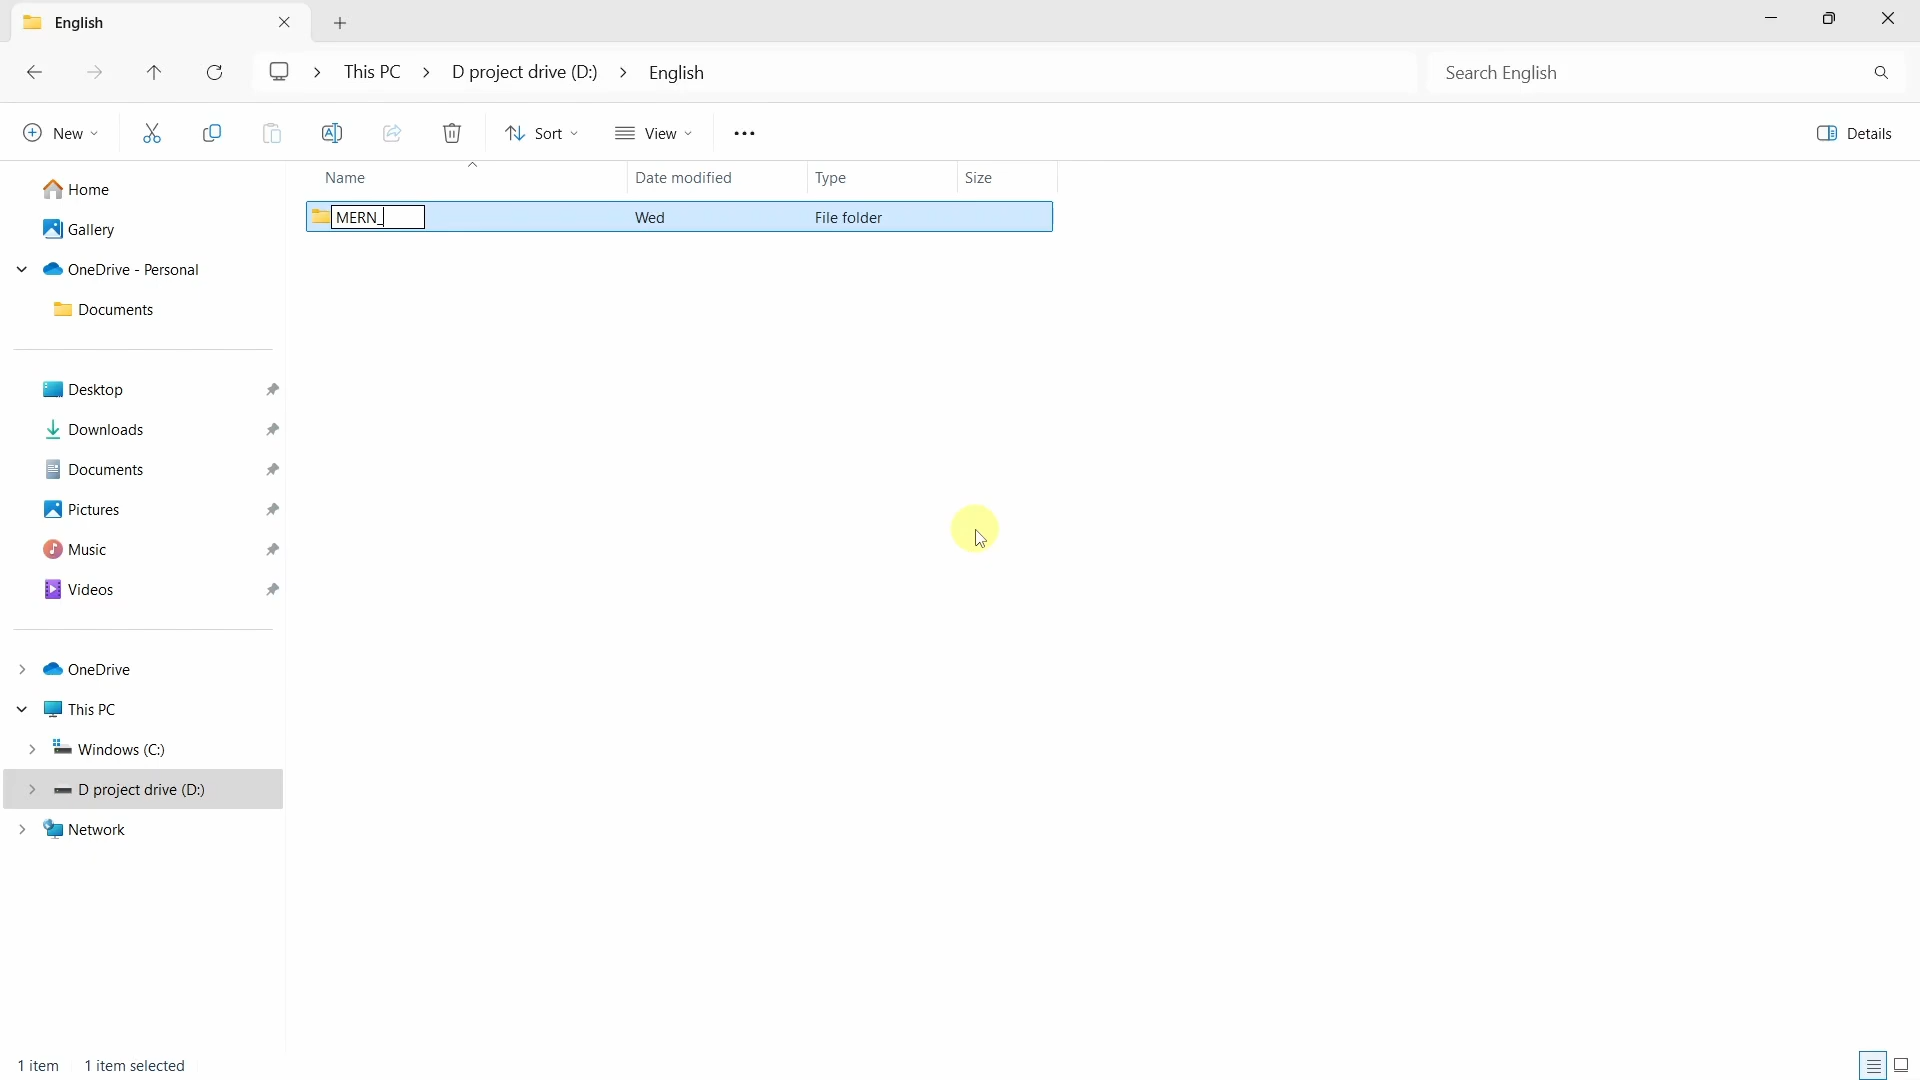 English
This PC > D project drive (D:) > English
Search English
New
Sort
View
Details
Name Date modified Type Size
MERN_ Wed File folder
Home
Gallery
OneDrive - Personal
Documents
Desktop
Downloads
Documents
Pictures
Music
Videos
OneDrive
This PC
Windows (C:)
D project drive (D:)
Network
1 item 1 item selected